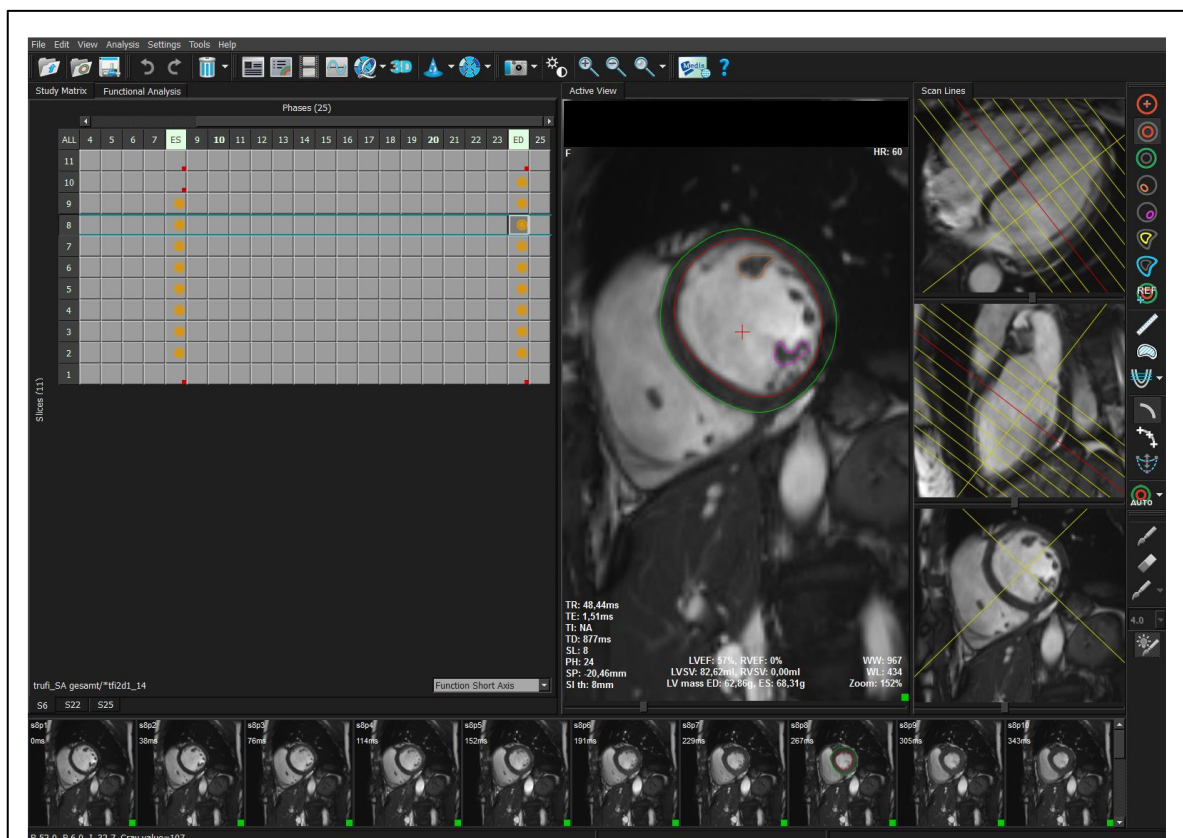 File Edit View Analysis Settings Tools Help
3D
Medis
?
Study Matrix Functional Analysis
Active View
Scan Lines
Phases (25)
ALL 4 5 6 7 ES 9 10 11 12 13 14 15 16 17 18 19 20 21 22 23 ED 25
11
10
9
8
7
6
5
4
3
2
1
Slices (11)
F
HR: 60
TR: 48,44ms
TE: 1,51ms
TI: NA
TD: 877ms
SL: 8
PH: 24
SP: -20,46mm
Sl th: 8mm
LVEF: 57%, RVEF: 0%
LVSV: 82,62ml, RVSV: 0,00ml
LV mass ED: 62,86g, ES: 68,31g
WW: 967
WL: 434
Zoom: 152%
REF
AUTO
4.0
trufi_SA gesamt/*tfi2d1_14
Function Short Axis
S6 S22 S25
s8p1 s8p2 s8p3 s8p4 s8p5 s8p6 s8p7 s8p8 s8p9 s8p10
0ms 38ms 76ms 114ms 152ms 191ms 229ms 267ms 305ms 343ms